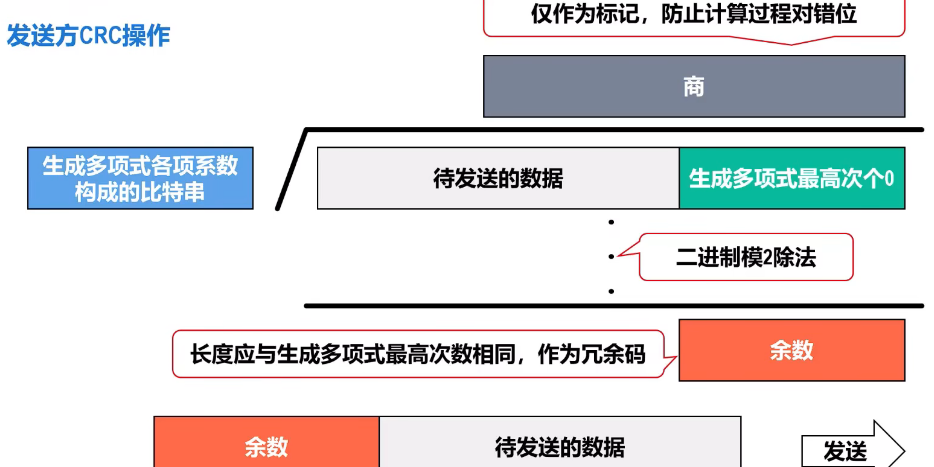 仅作为标记，防止计算过程对错位
发送方CRC操作
商
生成多项式各项系数
构成的比特串
待发送的数据
生成多项式最高次个0
二进制模2除法
长度应与生成多项式最高次数相同，作为冗余码
余数
余数
待发送的数据
发送